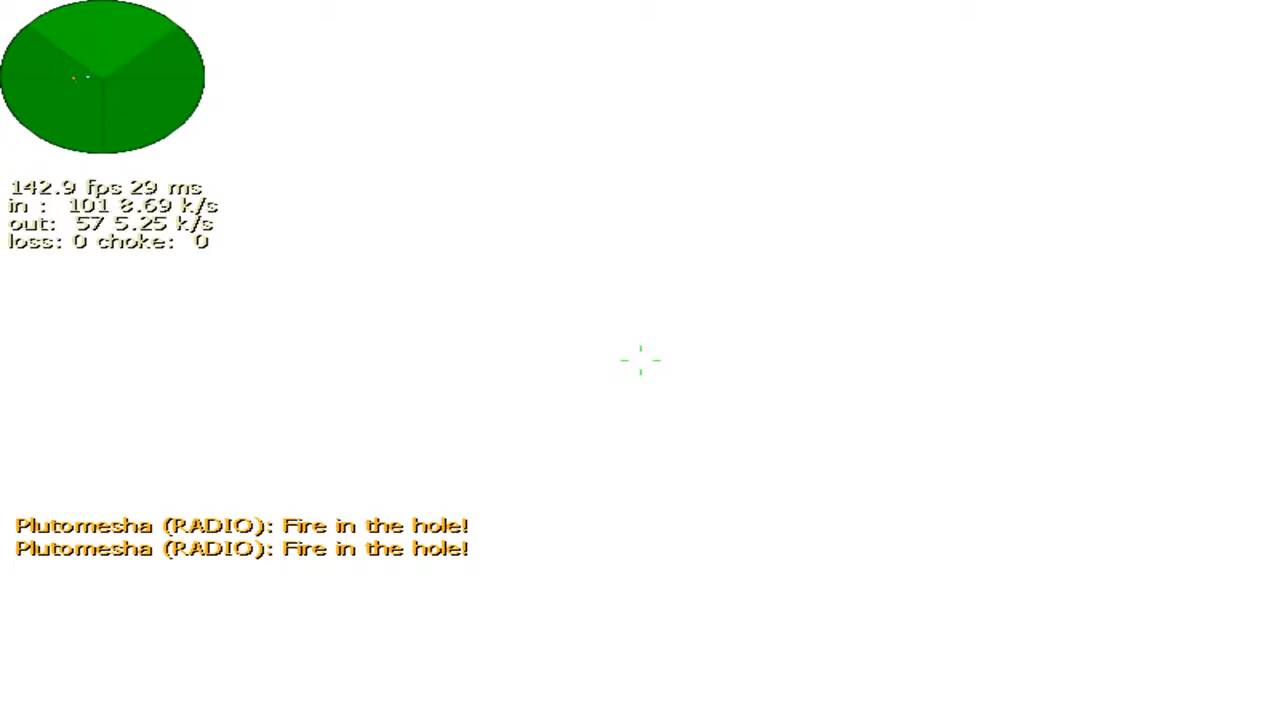 142.9 fps 29 ms
in :  101 8.69 k/s
out:  57 5.25 k/s
loss: 0 choke:  0
Plutomesha (RADIO): Fire in the hole!
Plutomesha (RADIO): Fire in the hole!